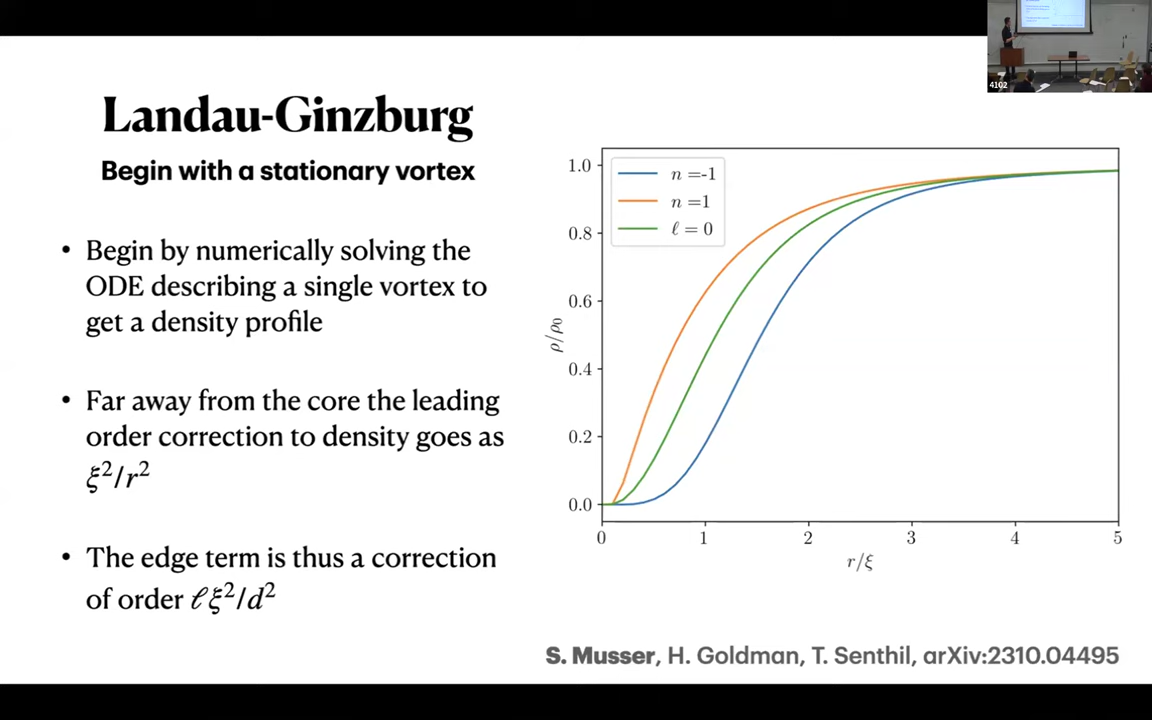 4102
Landau-Ginzburg
Begin with a stationary vortex
• Begin by numerically solving the
ODE describing a single vortex to
get a density profile
• Far away from the core the leading
order correction to density goes as
ξ²/r²
• The edge term is thus a correction
of order ℓξ²/d²
n =-1
n =1
ℓ = 0
1.0
0.8
0.6
0.4
0.2
0.0
ρ/ρ₀
0 1 2 3 4 5
r/ξ
S. Musser, H. Goldman, T. Senthil, arXiv:2310.04495